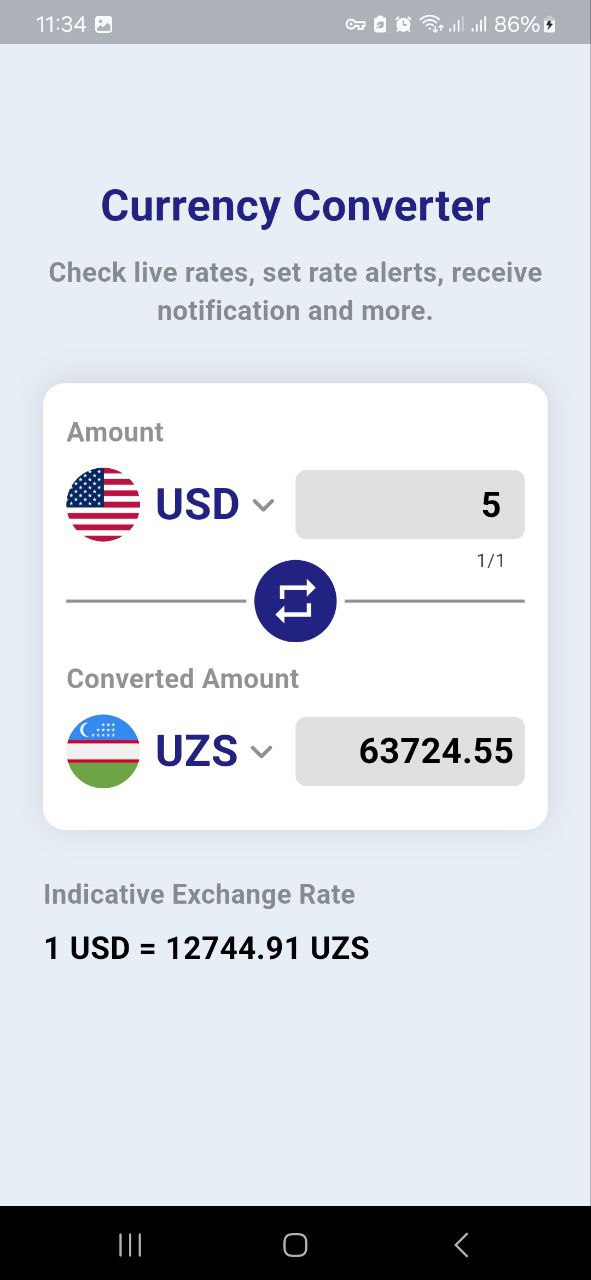 11:34
86%
Currency Converter
Check live rates, set rate alerts, receive
notification and more.
Amount
USD
5
1/1
Converted Amount
UZS
63724.55
Indicative Exchange Rate
1 USD = 12744.91 UZS